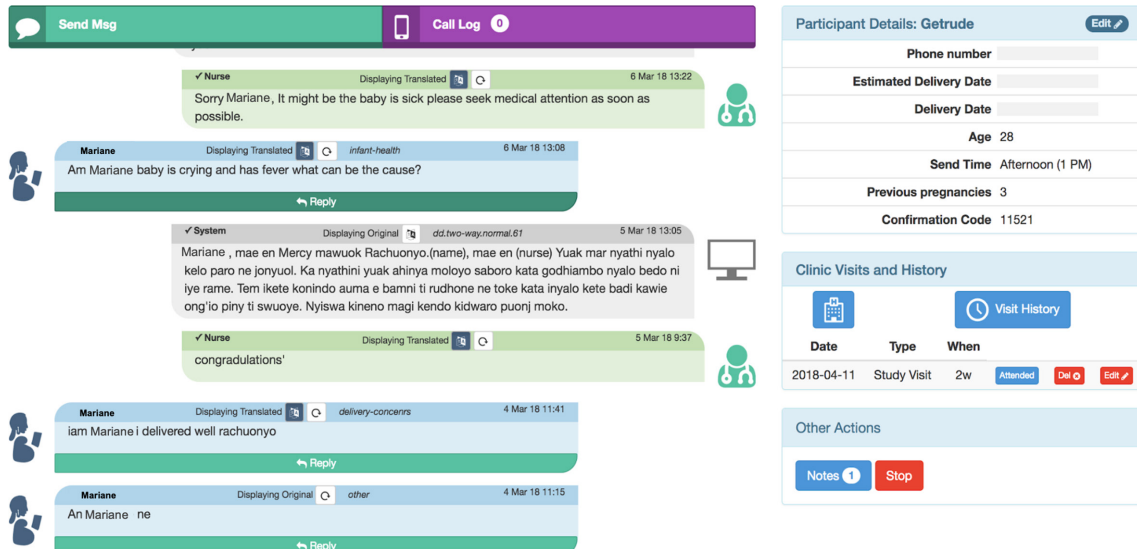 Send Msg
Call Log 0
✓ Nurse Displaying Translated 6 Mar 18 13:22
Sorry Mariane, It might be the baby is sick please seek medical attention as soon as
possible.
Mariane Displaying Translated infant-health 6 Mar 18 13:08
Am Mariane baby is crying and has fever what can be the cause?
Reply
✓ System Displaying Original dd.two-way.normal.61 5 Mar 18 13:05
Mariane , mae en Mercy mawuok Rachuonyo.(name), mae en (nurse) Yuak mar nyathi nyalo
kelo paro ne jonyuol. Ka nyathini yuak ahinya moloyo saboro kata godhiambo nyalo bedo ni
iye rame. Tem ikete konindo auma e bamni ti rudhone ne toke kata inyalo kete badi kawie
ong'io piny ti swuoye. Nyiswa kineno magi kendo kidwaro puonj moko.
✓ Nurse Displaying Translated 5 Mar 18 9:37
congradulations'
Mariane Displaying Translated delivery-concenrs 4 Mar 18 11:41
iam Mariane i delivered well rachuonyo
Reply
Mariane Displaying Original other 4 Mar 18 11:15
An Mariane ne
Reply
Participant Details: Getrude Edit
Phone number
Estimated Delivery Date
Delivery Date
Age 28
Send Time Afternoon (1 PM)
Previous pregnancies 3
Confirmation Code 11521
Clinic Visits and History
Visit History
Date Type When
2018-04-11 Study Visit 2w Attended Del Edit
Other Actions
Notes 1 Stop